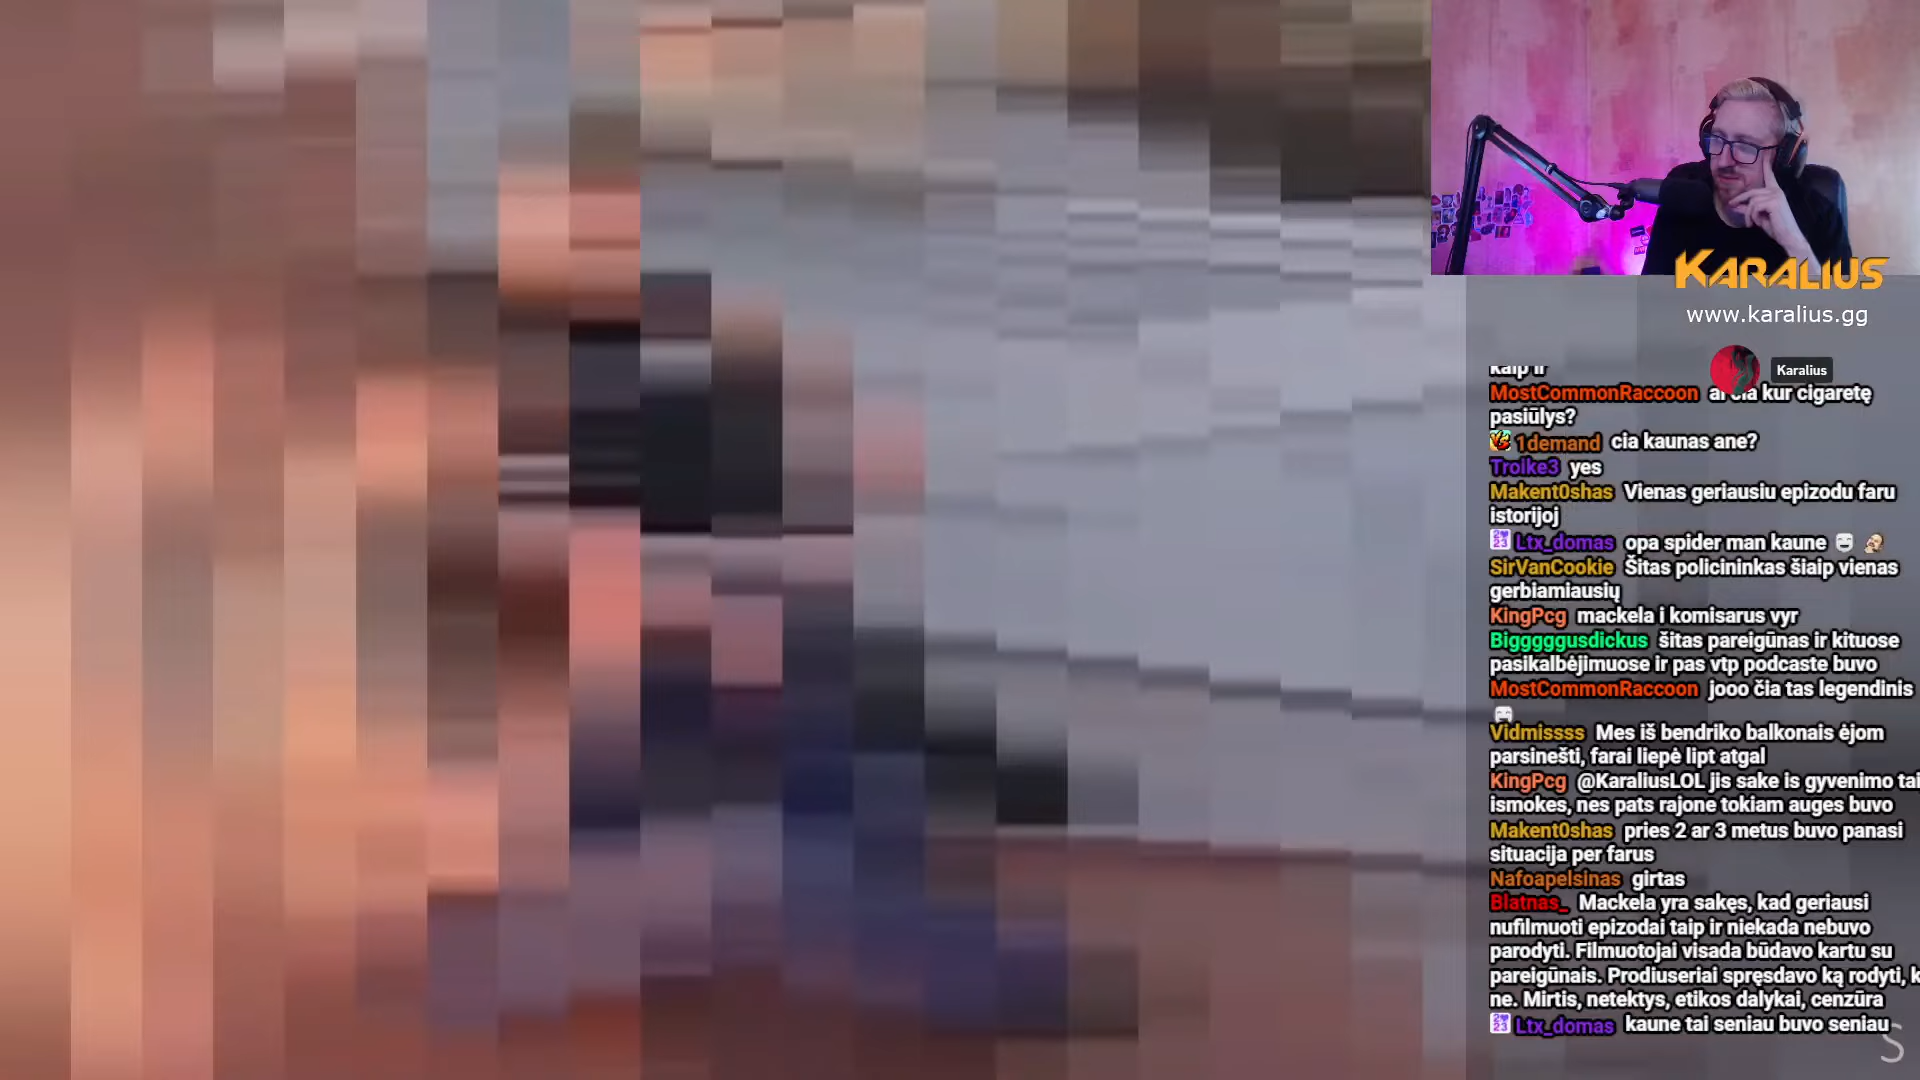 KARALIUS
www.karalius.gg
Karalius
kaip ir
MostCommonRaccoon ar čia kur cigaretę
pasiūlys?
1demand cia kaunas ane?
Troike3 yes
Makent0shas Vienas geriausiu epizodu faru
istorijoj
Ltx_domas opa spider man kaune
SirVanCookie Šitas policininkas šiaip vienas
gerbiamiausių
KingPcg mackela i komisarus vyr
Bigggggusdickus šitas pareigūnas ir kituose
pasikalbėjimuose ir pas vtp podcaste buvo
MostCommonRaccoon jooo čia tas legendinis
Vidmissss Mes iš bendriko balkonais ėjom
parsinešti, farai liepė lipt atgal
KingPcg @KaraliusLOL jis sake is gyvenimo tai
ismokes, nes pats rajone tokiam auges buvo
Makent0shas pries 2 ar 3 metus buvo panasi
situacija per farus
Nafoapelsinas girtas
Blatnas_ Mackela yra sakęs, kad geriausi
nufilmuoti epizodai taip ir niekada nebuvo
parodyti. Filmuotojai visada būdavo kartu su
pareigūnais. Prodiuseriai spręsdavo ką rodyti, k
ne. Mirtis, netektys, etikos dalykai, cenzūra
Ltx_domas kaune tai seniau buvo seniau
S